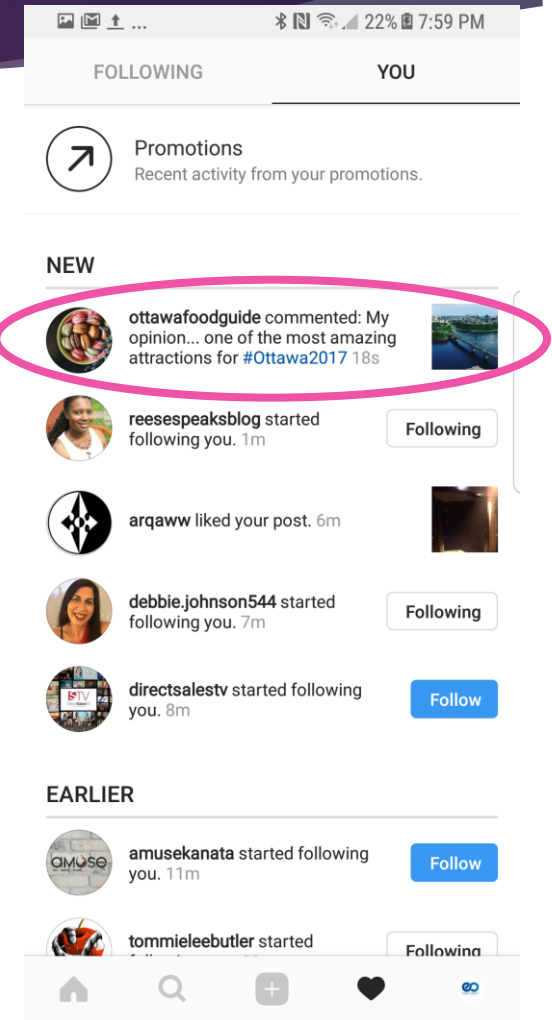 ... 22% 7:59 PM
FOLLOWING YOU
Promotions
Recent activity from your promotions.
NEW
ottawafoodguide commented: My
opinion... one of the most amazing
attractions for #Ottawa2017 18s
reesespeaksblog started
following you. 1m
Following
arqaww liked your post. 6m
debbie.johnson544 started
following you. 7m
Following
STV
directsalestv started following
you. 8m
Follow
EARLIER
amuse
amusekanata started following
you. 11m
Follow
tommieleebutler started
Following
eo